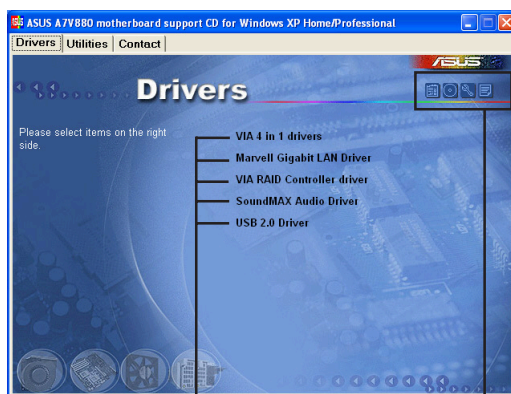 ASUS A7V880 motherboard support CD for Windows XP Home/Professional
Drivers Utilities Contact
ASUS
Drivers
Please select items on the right
side.
VIA 4 in 1 drivers
Marvell Gigabit LAN Driver
VIA RAID Controller driver
SoundMAX Audio Driver
USB 2.0 Driver